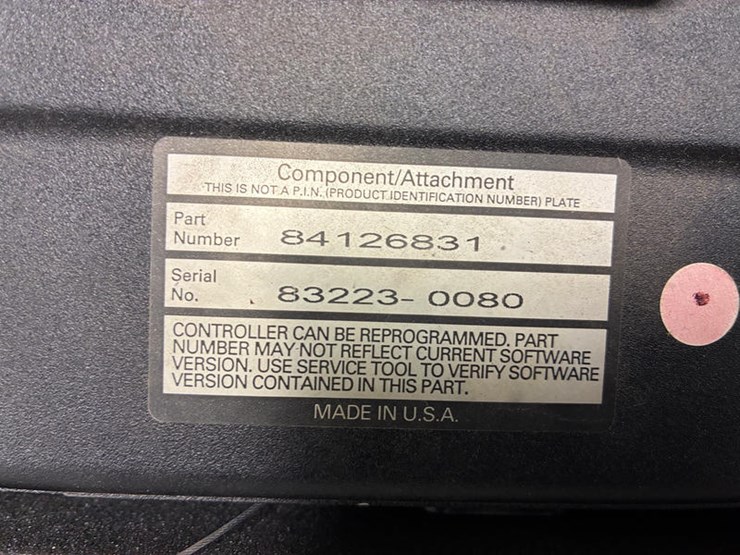 Component/Attachment
THIS IS NOT A P.I.N. (PRODUCT IDENTIFICATION NUMBER) PLATE
Part
Number 84126831
Serial
No. 83223-0080
CONTROLLER CAN BE REPROGRAMMED. PART
NUMBER MAY NOT REFLECT CURRENT SOFTWARE
VERSION. USE SERVICE TOOL TO VERIFY SOFTWARE
VERSION CONTAINED IN THIS PART.
MADE IN U.S.A.